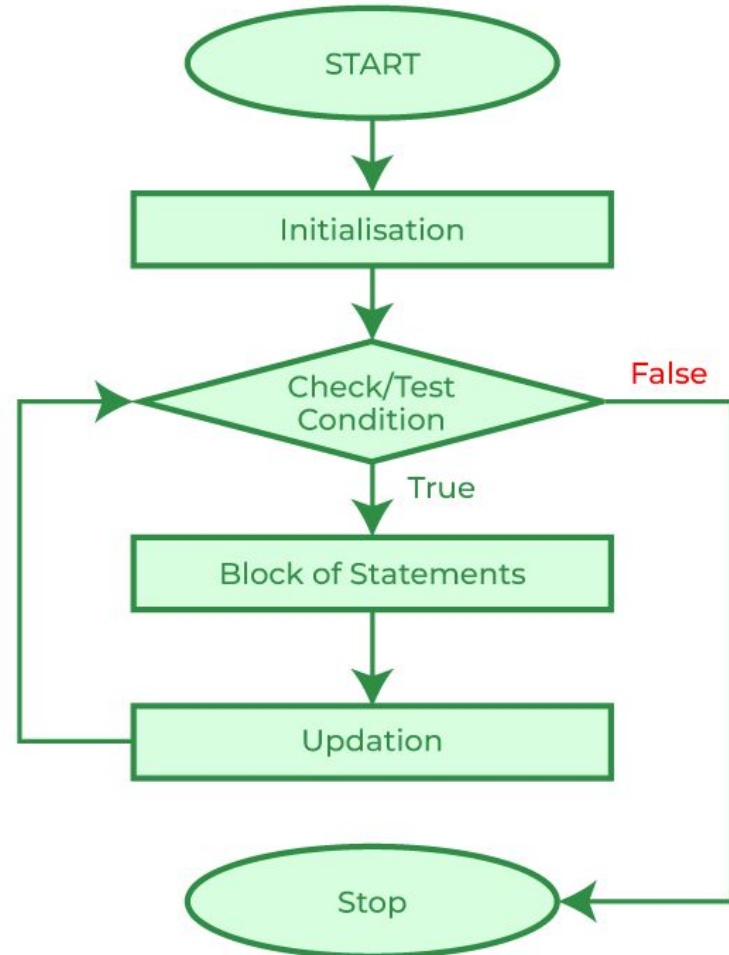 START
Initialisation
Check/Test
Condition
False
True
Block of Statements
Updation
Stop